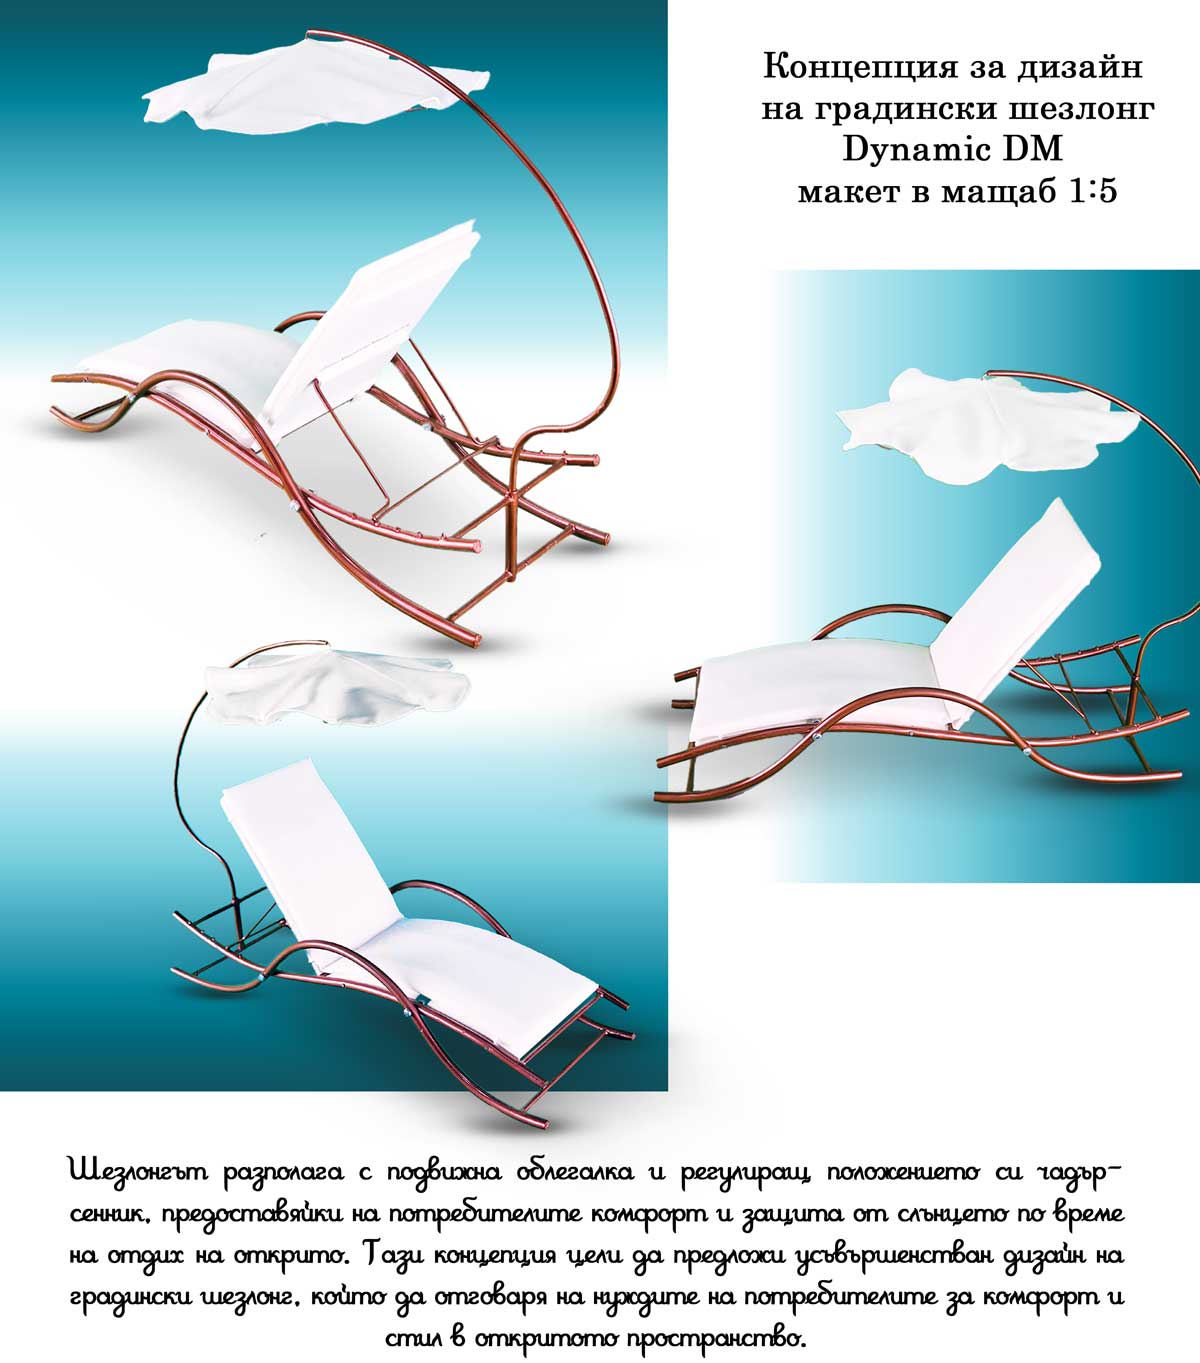 Концепция за дизайн
на градински шезлонг
Dynamic DM
макет в мащаб 1:5
Шезлонгът разполага с подвижна облегалка и регулиращ положението си чадър-
сенник, предоставяйки на потребителите комфорт и защита от слънцето по време
на отдих на открито. Тази концепция цели да предложи усъвършенстван дизайн на
градински шезлонг, който да отговаря на нуждите на потребителите за комфорт и
стил в откритото пространство.